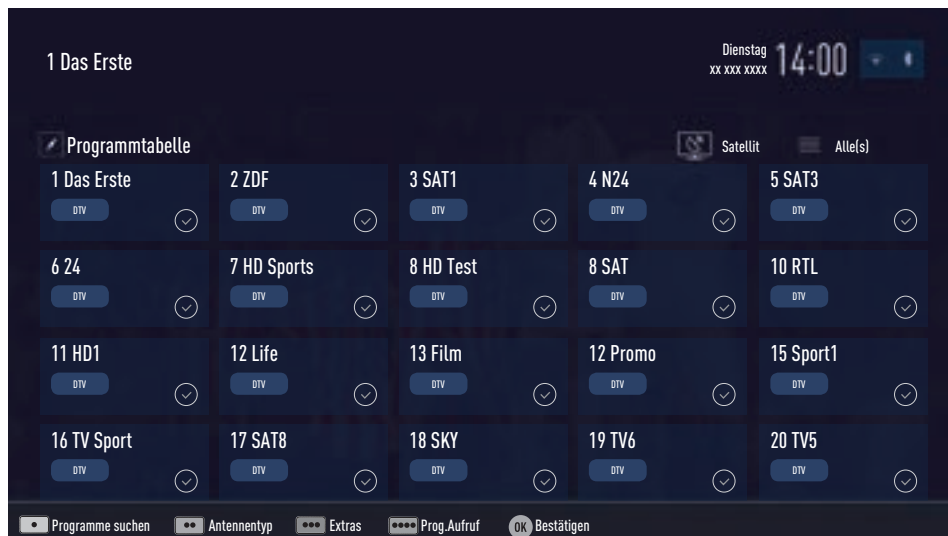 1 Das Erste
Dienstag
xx xxx xxxx
14:00
Programmtabelle
Satellit
Alle(s)
1 Das Erste
2 ZDF
3 SAT1
4 N24
5 SAT3
DTV
DTV
DTV
DTV
DTV
6 24
7 HD Sports
8 HD Test
8 SAT
10 RTL
DTV
DTV
DTV
DTV
DTV
11 HD1
12 Life
13 Film
12 Promo
15 Sport1
DTV
DTV
DTV
DTV
DTV
16 TV Sport
17 SAT8
18 SKY
19 TV6
20 TV5
DTV
DTV
DTV
DTV
DTV
Programme suchen
Antennentyp
Extras
Prog.Aufruf
OK Bestätigen